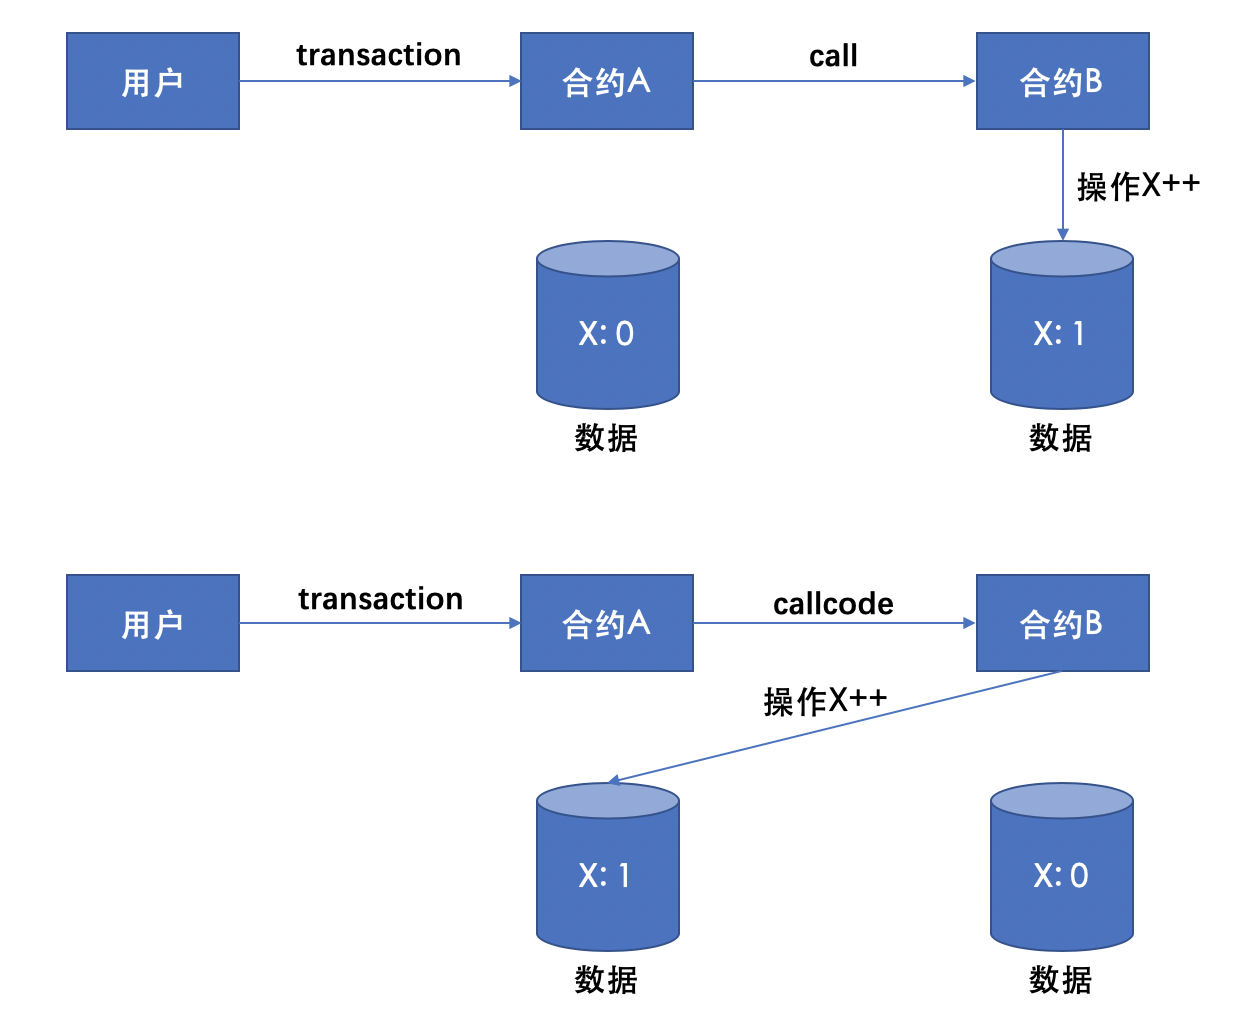 用户
transaction
合约A
call
合约B
操作X++
X: 0
X: 1
数据
数据
用户
transaction
合约A
callcode
合约B
操作X++
X: 1
X: 0
数据
数据